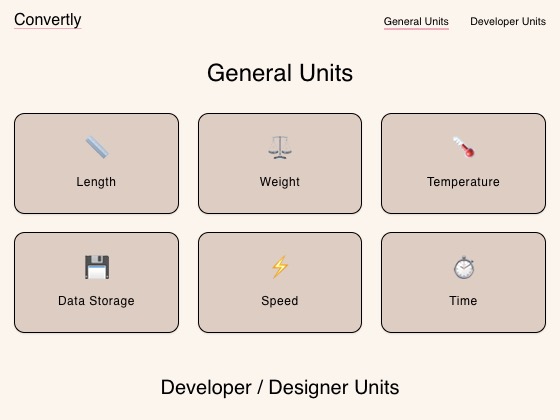 Convertly
General Units
Developer Units
General Units
Length
Weight
Temperature
Data Storage
Speed
Time
Developer / Designer Units